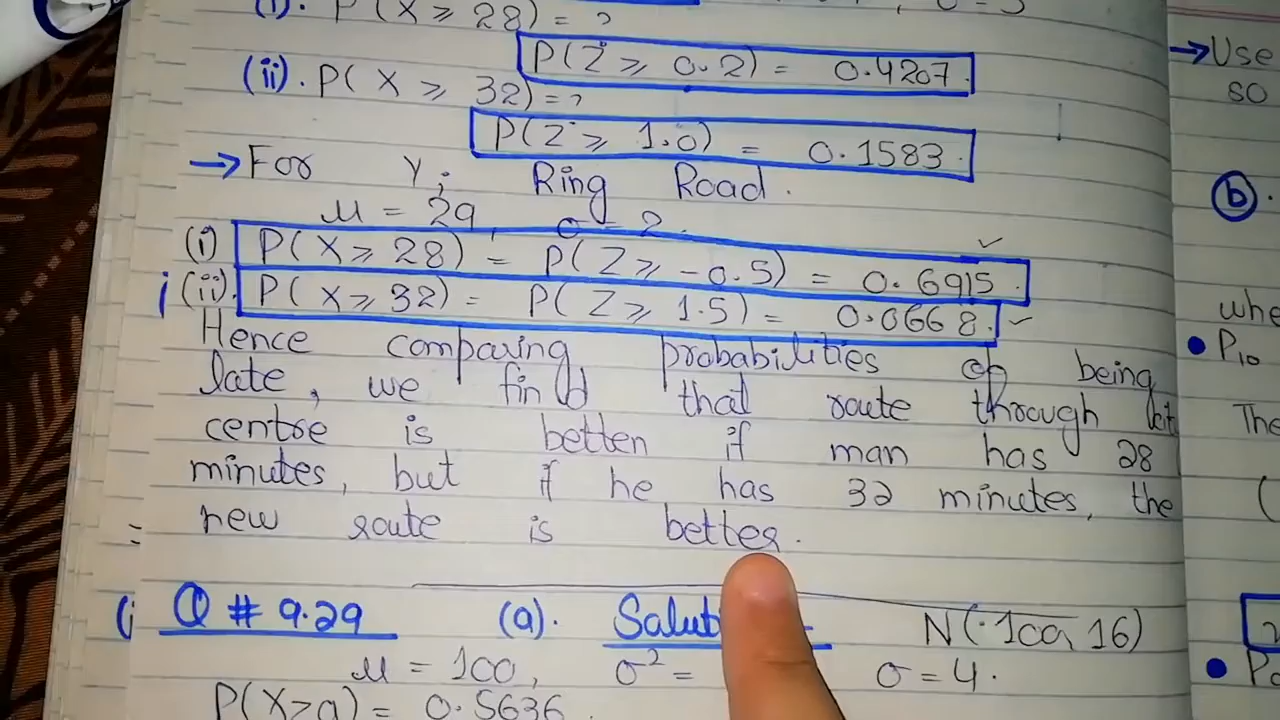 (i). P(X ⩾ 28) = ?
P(Z ⩾ 0.2) = 0.4207.
(ii). P(X ⩾ 32) = ?
P(Z ⩾ 1.0) = 0.1583.
→ For Y; Ring Road.
μ = 29, σ = 2.
(i) P(X ⩾ 28) = P(Z ⩾ -0.5) = 0.6915.
(ii). P(X ⩾ 32) = P(Z ⩾ 1.5) = 0.0668.
Hence comparing probabilities of being
late, we find that route through
centre is better if man has 28
minutes, but if he has 32 minutes, the
new route is better.
Q # 9.29 (a). N(100, 16)
μ = 100, σ² = σ = 4.
P(X>a) = 0.5636.
→ Use
so
(b).
whe
• P10
The
(